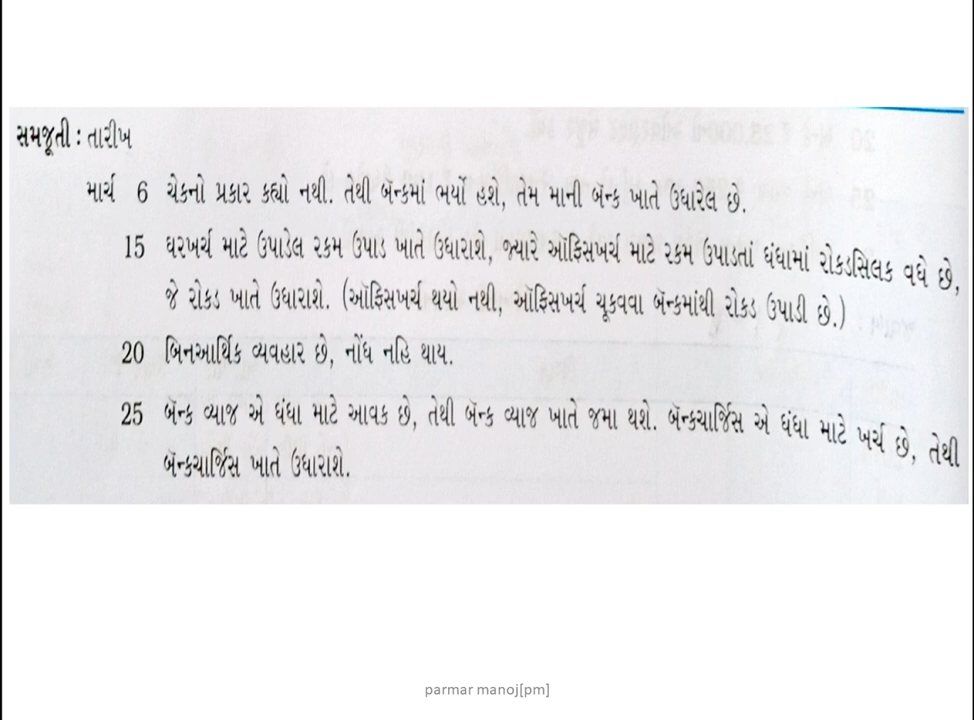 સમજૂતી : તારીખ
માર્ચ 6 ચેકનો પ્રકાર કહ્યો નથી. તેથી બૅન્કમાં ભર્યો હશે, તેમ માની બૅન્ક ખાતે ઉધારેલ છે.
15 ઘરખર્ચ માટે ઉપાડેલ રકમ ઉપાડ ખાતે ઉધારાશે, જ્યારે ઑફિસખર્ચ માટે રકમ ઉપાડતાં ધંધામાં રોકડસિલક વધે છે,
જે રોકડ ખાતે ઉધારાશે. (ઑફિસખર્ચ થયો નથી, ઑફિસખર્ચ ચૂકવવા બૅન્કમાંથી રોકડ ઉપાડી છે.)
20 બિનઆર્થિક વ્યવહાર છે, નોંધ નહિ થાય.
25 બૅન્ક વ્યાજ એ ધંધા માટે આવક છે, તેથી બૅન્ક વ્યાજ ખાતે જમા થશે. બૅન્કચાર્જિસ એ ધંધા માટે ખર્ચ છે, તેથી
બૅન્કચાર્જિસ ખાતે ઉધારાશે.
parmar manoj[pm]